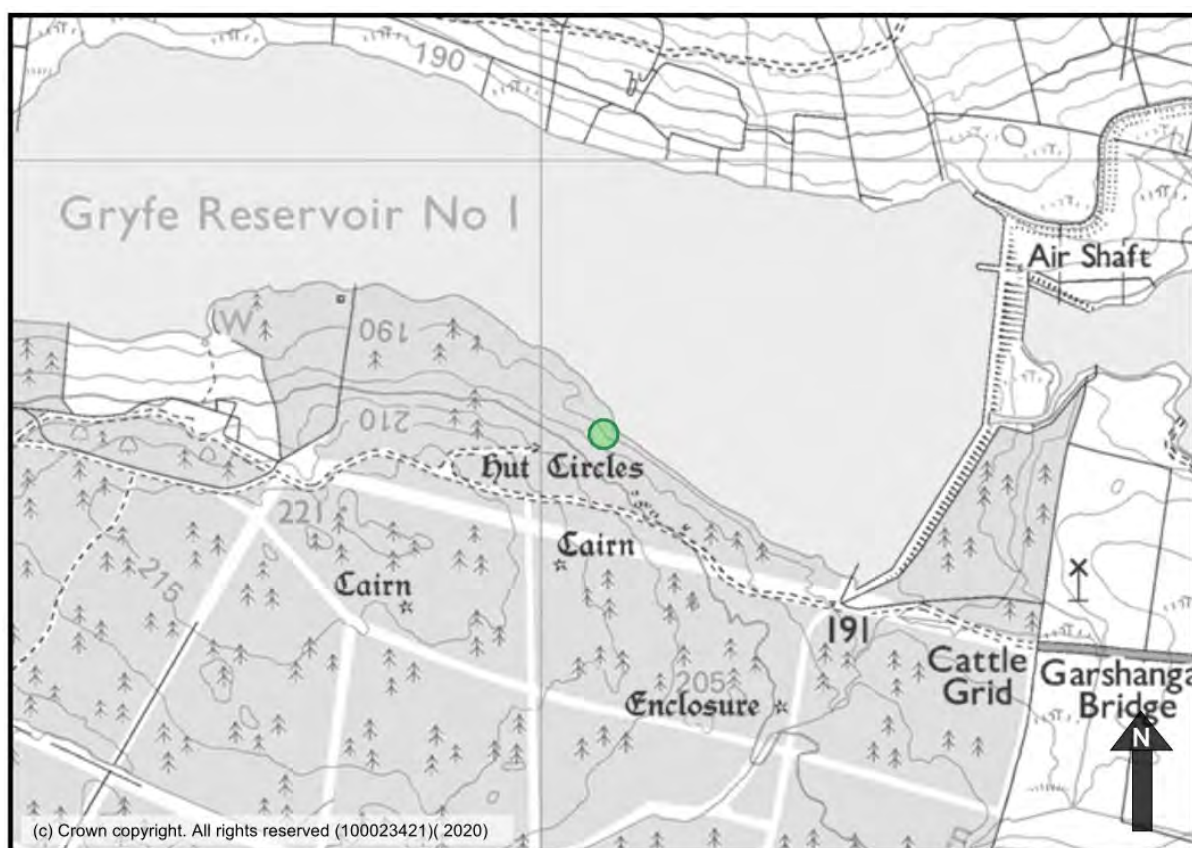 190
Gryfe Reservoir No 1
Air Shaft
W
190
210
Hut Circles
221
Cairn
215
Cairn
191
205
Enclosure
Cattle
Grid
Garshanga
Bridge
N
(c) Crown copyright. All rights reserved (100023421)( 2020)